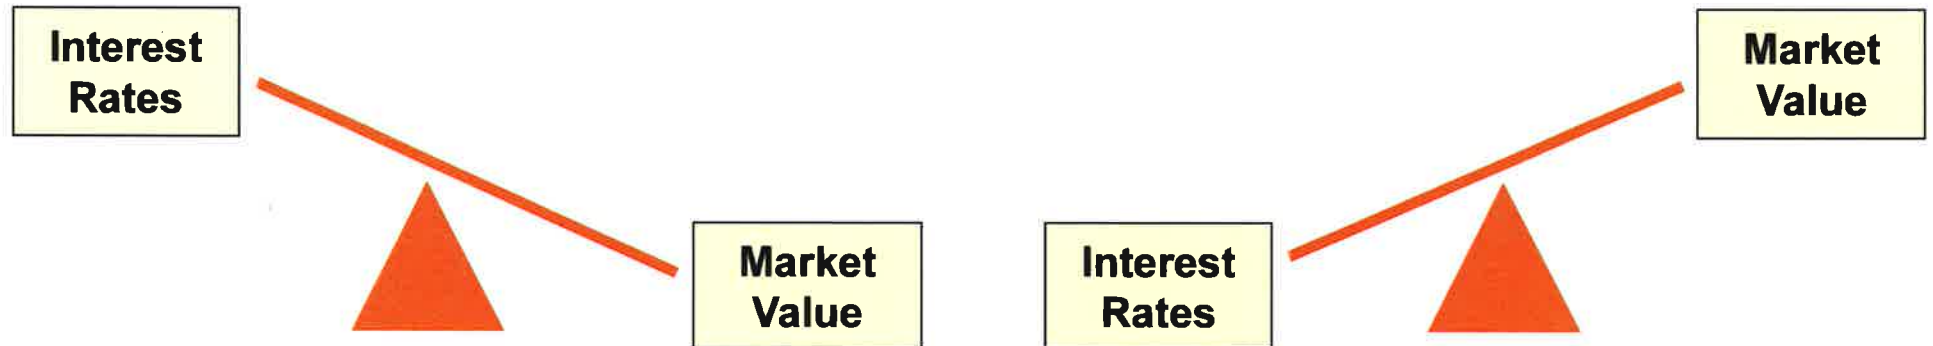 Interest
Rates
Market
Value
Interest
Rates
Market
Value